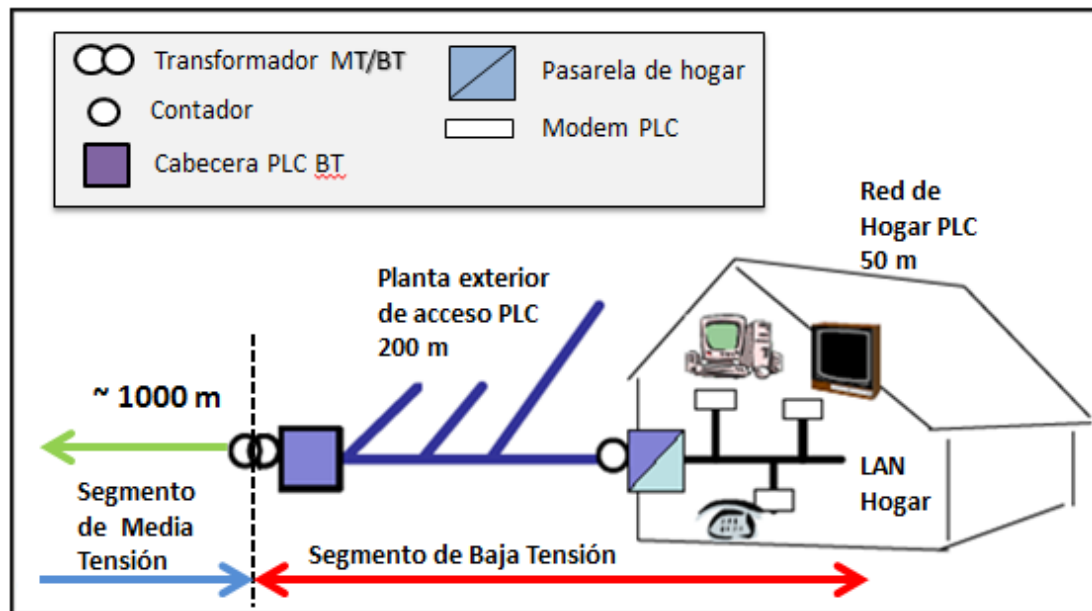 Transformador MT/BT
Contador
Cabecera PLC BT
Pasarela de hogar
Modem PLC
Red de
Hogar PLC
50 m
Planta exterior
de acceso PLC
200 m
~ 1000 m
LAN
Hogar
Segmento
de Media
Tensión
Segmento de Baja Tensión